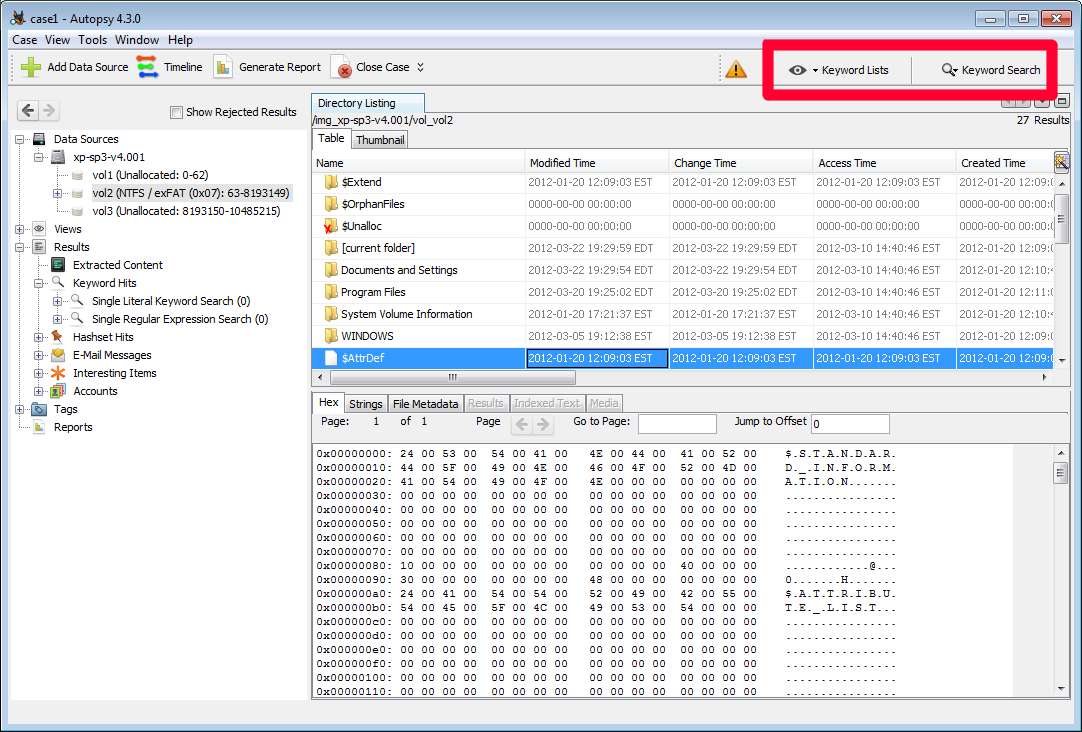 case1 - Autopsy 4.3.0
Case View Tools Window Help
Add Data Source Timeline Generate Report Close Case Keyword Lists Keyword Search
Show Rejected Results
Data Sources
xp-sp3-v4.001
vol1 (Unallocated: 0-62)
vol2 (NTFS / exFAT (0x07): 63-8193149)
vol3 (Unallocated: 8193150-10485215)
Views
Results
Extracted Content
Keyword Hits
Single Literal Keyword Search (0)
Single Regular Expression Search (0)
Hashset Hits
E-Mail Messages
Interesting Items
Accounts
Tags
Reports
Directory Listing
/img_xp-sp3-v4.001/vol_vol2 27 Results
Table Thumbnail
Name Modified Time Change Time Access Time Created Time
$Extend 2012-01-20 12:09:03 EST 2012-01-20 12:09:03 EST 2012-01-20 12:09:03 EST 2012-01-20 12:09:0
$OrphanFiles 0000-00-00 00:00:00 0000-00-00 00:00:00 0000-00-00 00:00:00 0000-00-00 00:00:0
$Unalloc 0000-00-00 00:00:00 0000-00-00 00:00:00 0000-00-00 00:00:00 0000-00-00 00:00:0
[current folder] 2012-03-22 19:29:59 EDT 2012-03-22 19:29:59 EDT 2012-03-10 14:40:46 EST 2012-01-20 12:09:0
Documents and Settings 2012-03-22 19:29:54 EDT 2012-03-22 19:29:54 EDT 2012-03-10 14:40:46 EST 2012-01-20 12:10:4
Program Files 2012-03-20 19:25:02 EDT 2012-03-20 19:25:02 EDT 2012-03-10 14:40:46 EST 2012-01-20 12:11:0
System Volume Information 2012-01-20 17:21:37 EST 2012-01-20 17:21:37 EST 2012-03-10 14:40:46 EST 2012-01-20 12:10:4
WINDOWS 2012-03-05 19:12:38 EST 2012-03-05 19:12:38 EST 2012-03-10 14:40:46 EST 2012-01-20 12:09:0
$AttrDef 2012-01-20 12:09:03 EST 2012-01-20 12:09:03 EST 2012-01-20 12:09:03 EST 2012-01-20 12:09:0
Hex Strings File Metadata Results Indexed Text Media
Page: 1 of 1 Page Go to Page: Jump to Offset 0
0x00000000: 24 00 53 00 54 00 41 00 4E 00 44 00 41 00 52 00 $.S.T.A.N.D.A.R.
0x00000010: 44 00 5F 00 49 00 4E 00 46 00 4F 00 52 00 4D 00 D._.I.N.F.O.R.M.
0x00000020: 41 00 54 00 49 00 4F 00 4E 00 00 00 00 00 00 00 A.T.I.O.N.......
0x00000030: 00 00 00 00 00 00 00 00 00 00 00 00 00 00 00 00 ................
0x00000040: 00 00 00 00 00 00 00 00 00 00 00 00 00 00 00 00 ................
0x00000050: 00 00 00 00 00 00 00 00 00 00 00 00 00 00 00 00 ................
0x00000060: 00 00 00 00 00 00 00 00 00 00 00 00 00 00 00 00 ................
0x00000070: 00 00 00 00 00 00 00 00 00 00 00 00 00 00 00 00 ................
0x00000080: 10 00 00 00 00 00 00 00 00 00 00 00 40 00 00 00 ............@...
0x00000090: 30 00 00 00 00 00 00 00 48 00 00 00 00 00 00 00 0.......H.......
0x000000a0: 24 00 41 00 54 00 54 00 52 00 49 00 42 00 55 00 $.A.T.T.R.I.B.U.
0x000000b0: 54 00 45 00 5F 00 4C 00 49 00 53 00 54 00 00 00 T.E._.L.I.S.T...
0x000000c0: 00 00 00 00 00 00 00 00 00 00 00 00 00 00 00 00 ................
0x000000d0: 00 00 00 00 00 00 00 00 00 00 00 00 00 00 00 00 ................
0x000000e0: 00 00 00 00 00 00 00 00 00 00 00 00 00 00 00 00 ................
0x000000f0: 00 00 00 00 00 00 00 00 00 00 00 00 00 00 00 00 ................
0x00000100: 00 00 00 00 00 00 00 00 00 00 00 00 00 00 00 00 ................
0x00000110: 00 00 00 00 00 00 00 00 00 00 00 00 00 00 00 00 ................